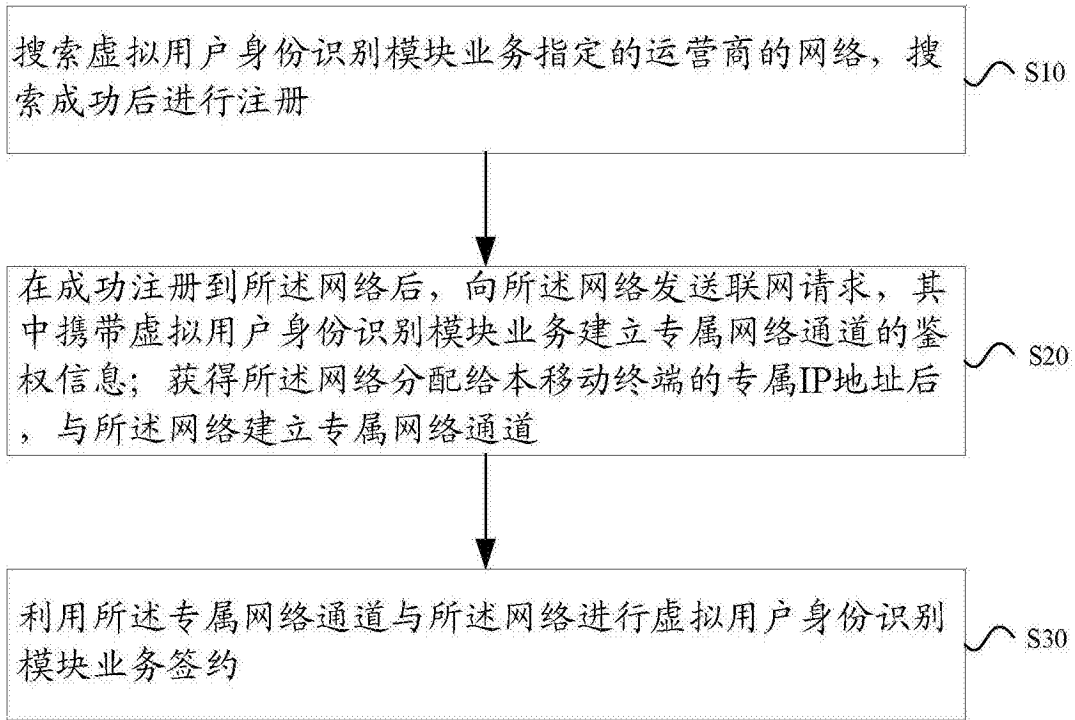 搜索虚拟用户身份识别模块业务指定的运营商的网络，搜
索成功后进行注册
S10
在成功注册到所述网络后，向所述网络发送联网请求，其
中携带虚拟用户身份识别模块业务建立专属网络通道的鉴
权信息；获得所述网络分配给本移动终端的专属IP地址后
，与所述网络建立专属网络通道
S20
利用所述专属网络通道与所述网络进行虚拟用户身份识别
模块业务签约
S30